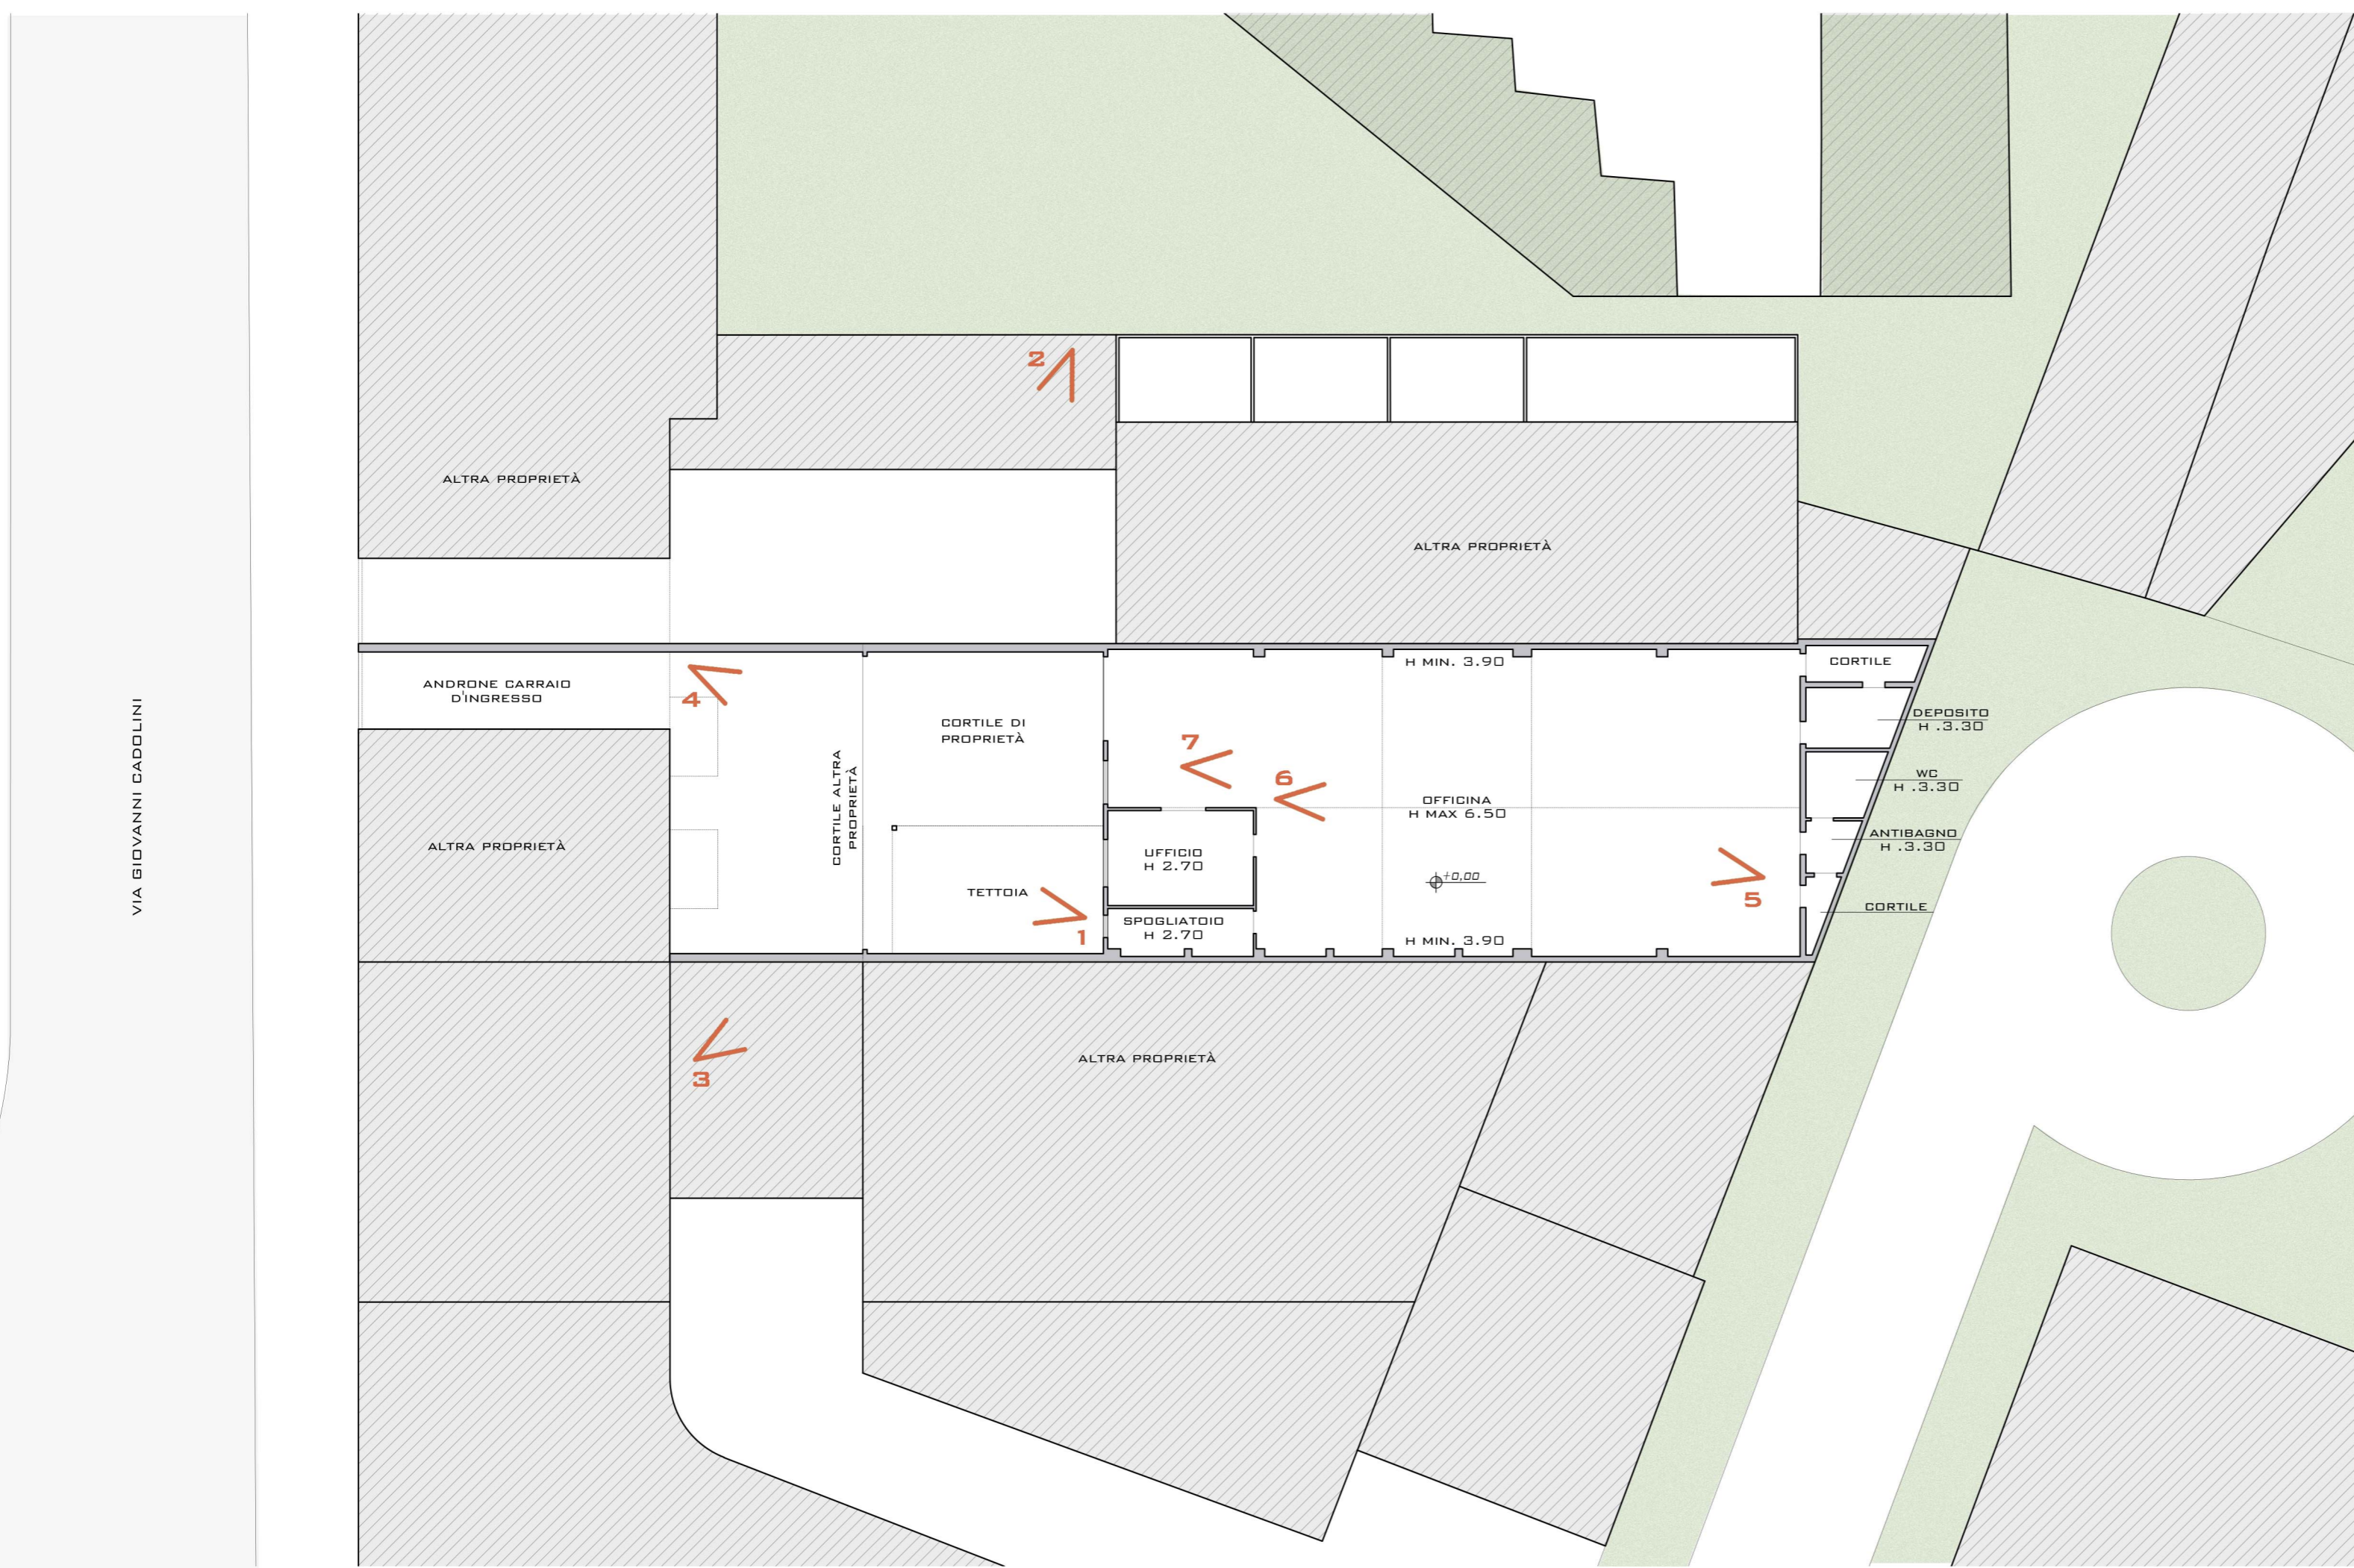 2
ALTRA PROPRIETÀ
ALTRA PROPRIETÀ
H MIN. 3.90
CORTILE
ANDRONE CARRAIO
D'INGRESSO
4
CORTILE DI
PROPRIETÀ
DEPOSITO
H .3.30
7
6
WC
H .3.30
VIA GIOVANNI CADOLINI
CORTILE ALTRA
PROPRIETÀ
OFFICINA
H MAX 6.50
ALTRA PROPRIETÀ
UFFICIO
H 2.70
ANTIBAGNO
H .3.30
+0,00
TETTOIA
5
CORTILE
SPOGLIATOIO
H 2.70
1
H MIN. 3.90
ALTRA PROPRIETÀ
3